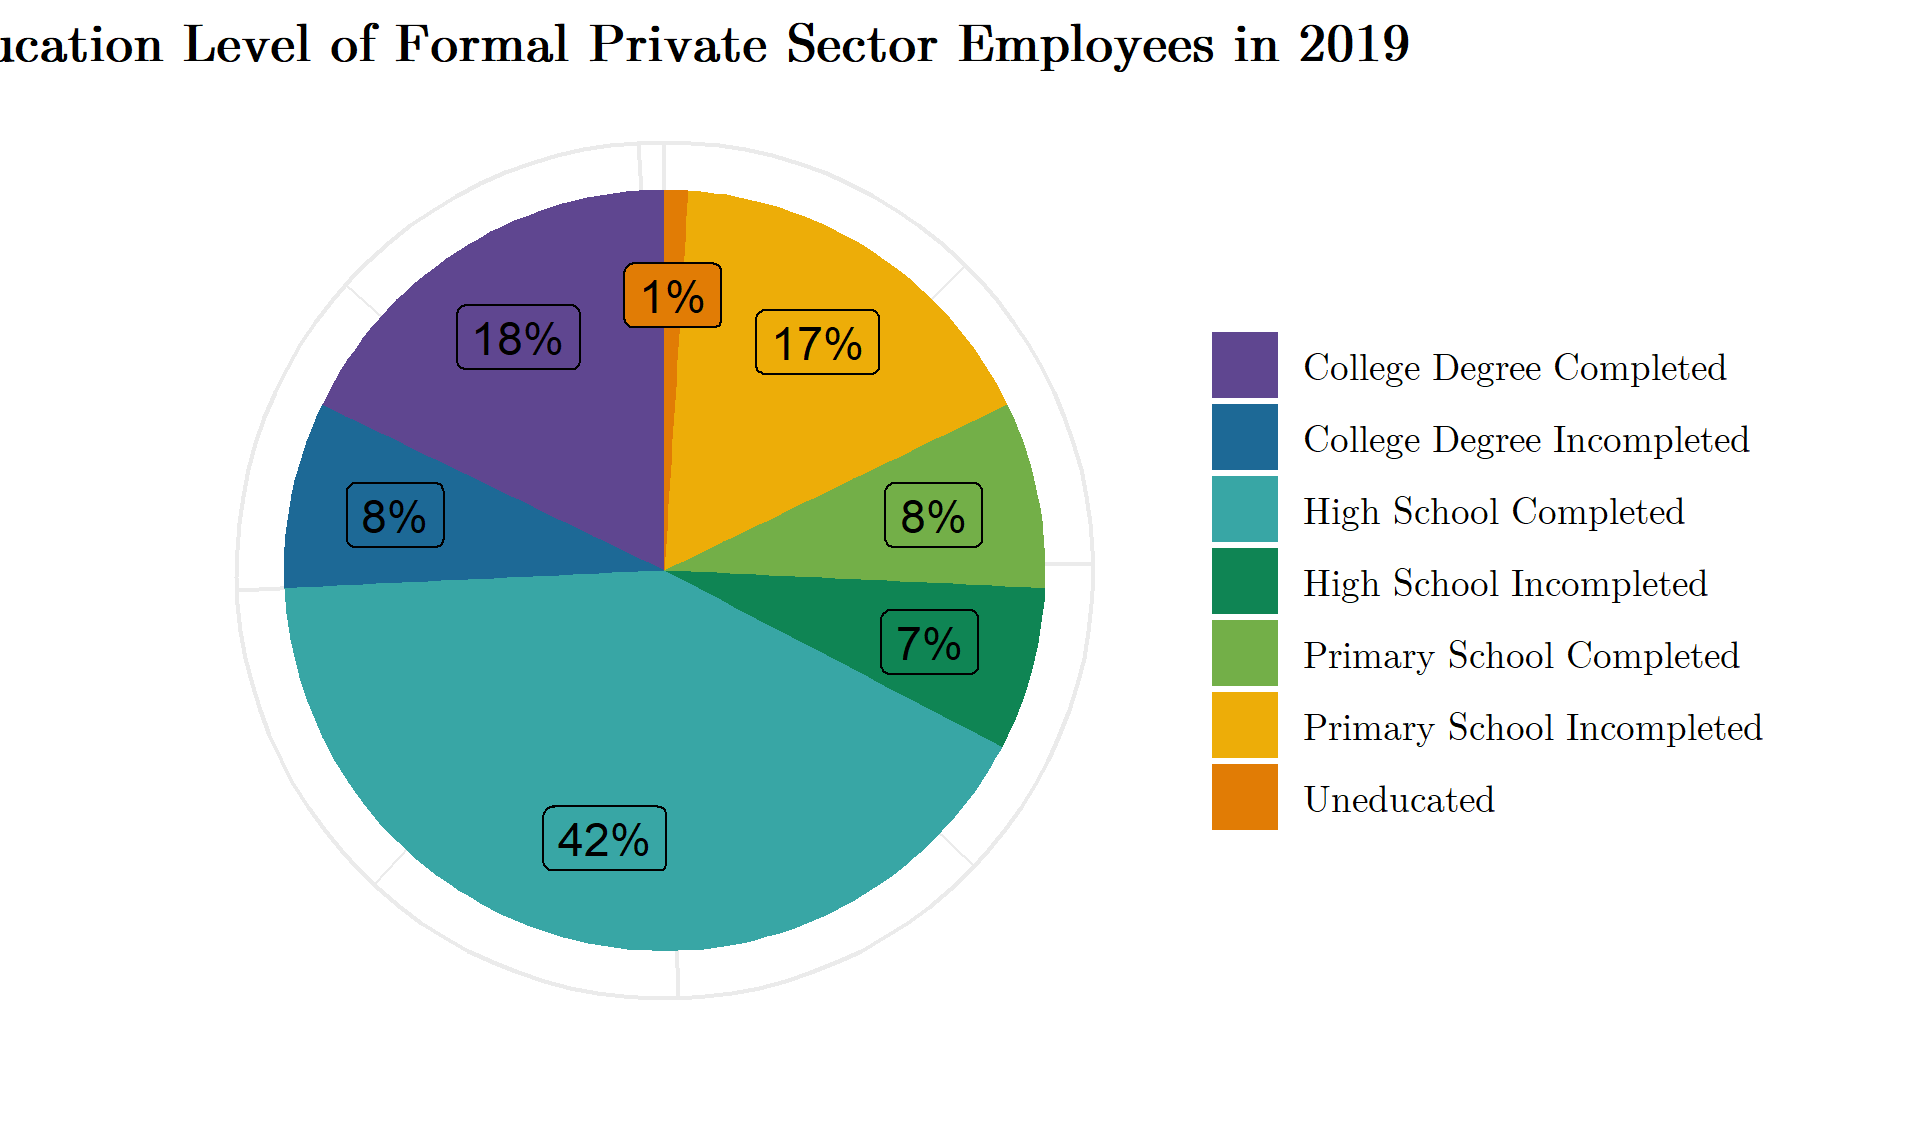 ucation Level of Formal Private Sector Employees in 2019
1%
18%
17%
8%
8%
7%
42%
College Degree Completed
College Degree Incompleted
High School Completed
High School Incompleted
Primary School Completed
Primary School Incompleted
Uneducated